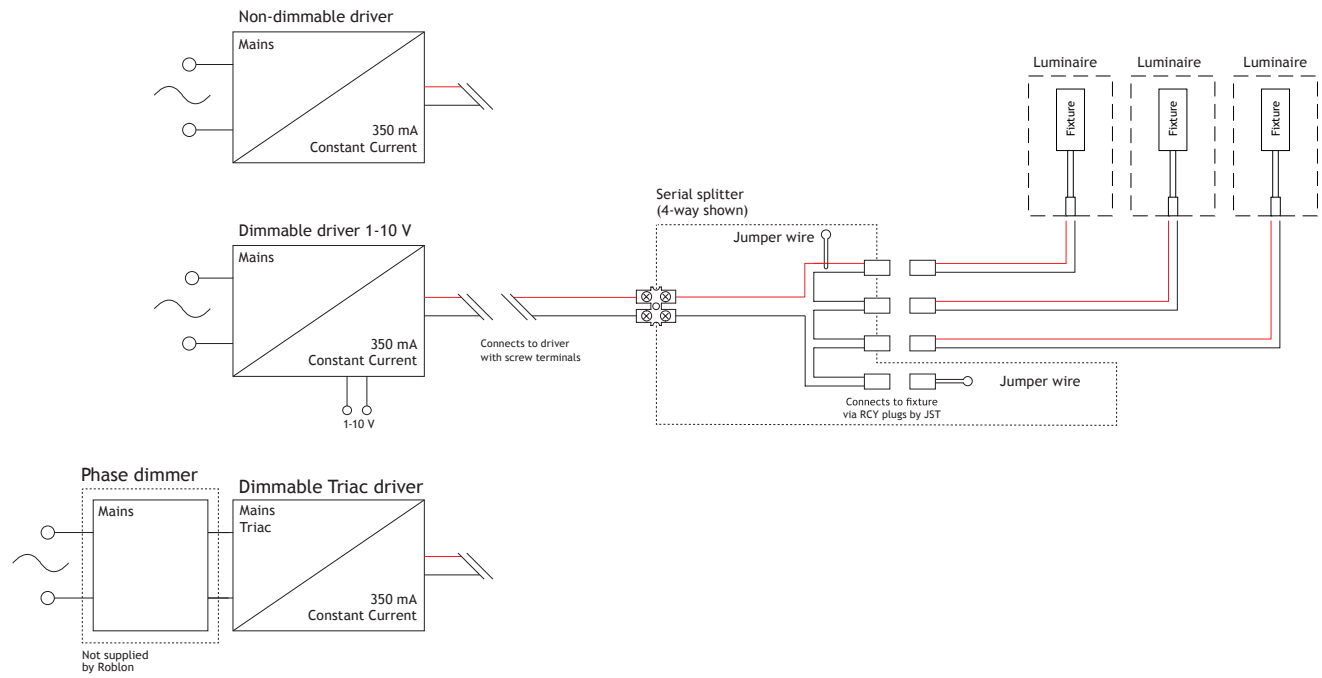 Non-dimmable driver
Mains
350 mA
Constant Current
Luminaire
Luminaire
Luminaire
Fixture
Fixture
Fixture
Serial splitter
(4-way shown)
Jumper wire
Dimmable driver 1-10 V
Mains
350 mA
Constant Current
1-10 V
Connects to driver
with screw terminals
Jumper wire
Connects to fixture
via RCY plugs by JST
Phase dimmer
Mains
Not supplied
by Roblon
Dimmable Triac driver
Mains
Triac
350 mA
Constant Current